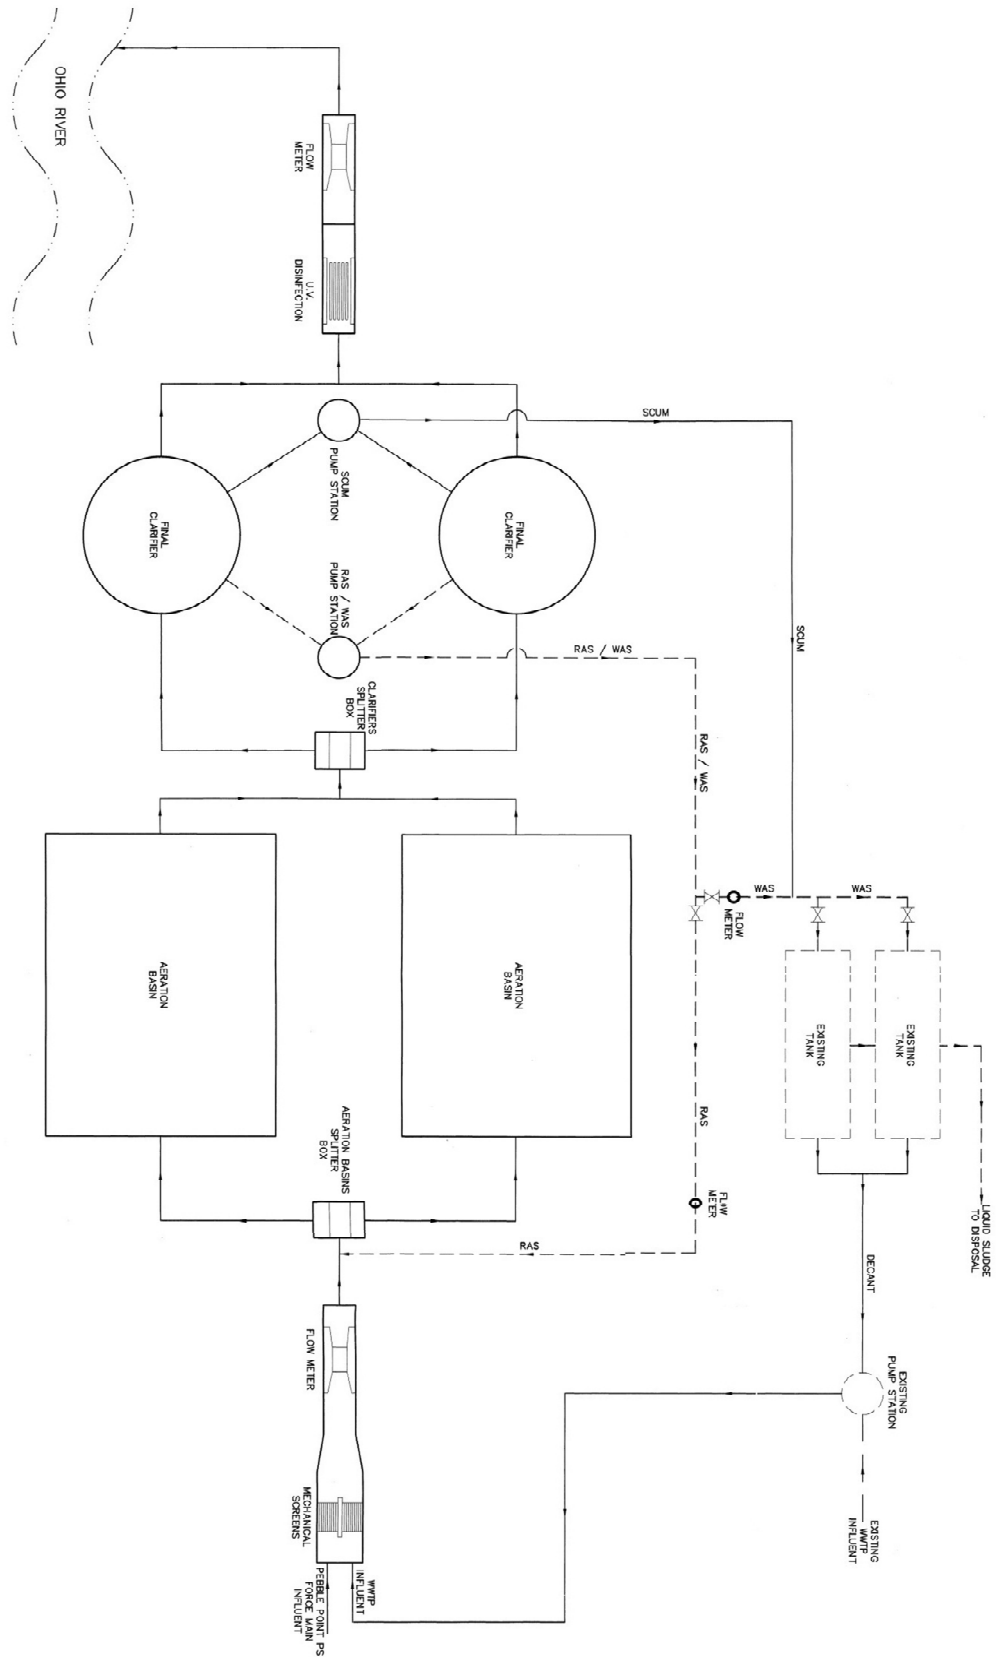 OHIO RIVER
FLOW
METER
U.V.
DISINFECTION
SCUM
PUMP STATION
SCUM
SCUM
FINAL
CLARIFIER
FINAL
CLARIFIER
RAS / WAS
PUMP STATION
RAS / WAS
RAS / WAS
CLARIFIERS
SPLITTER
BOX
AERATION
BASIN
AERATION
BASIN
WAS
WAS
FLOW
METER
EXISTING
TANK
EXISTING
TANK
RAS
FLOW
METER
RAS
AERATION BASINS
SPLITTER
BOX
LIQUID SLUDGE
TO DISPOSAL
DECANT
EXISTING
PUMP STATION
EXISTING
WWTP
INFLUENT
FLOW METER
MECHANICAL
SCREENS
WWTP
INFLUENT
PEBBLE POINT PS
FORCE MAIN
INFLUENT